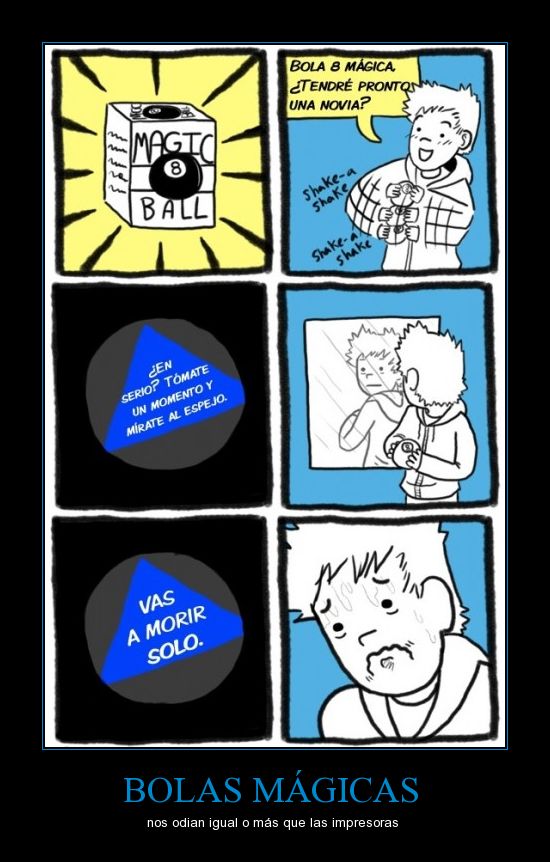 MAGIC
8
BALL
BOLA 8 MÁGICA,
¿TENDRÉ PRONTO
UNA NOVIA?
Shake-a
shake
Shake-a
shake
¿EN
SERIO? TÓMATE
UN MOMENTO Y
MÍRATE AL ESPEJO.
8
VAS
A MORIR
SOLO.
BOLAS MÁGICAS
nos odian igual o más que las impresoras